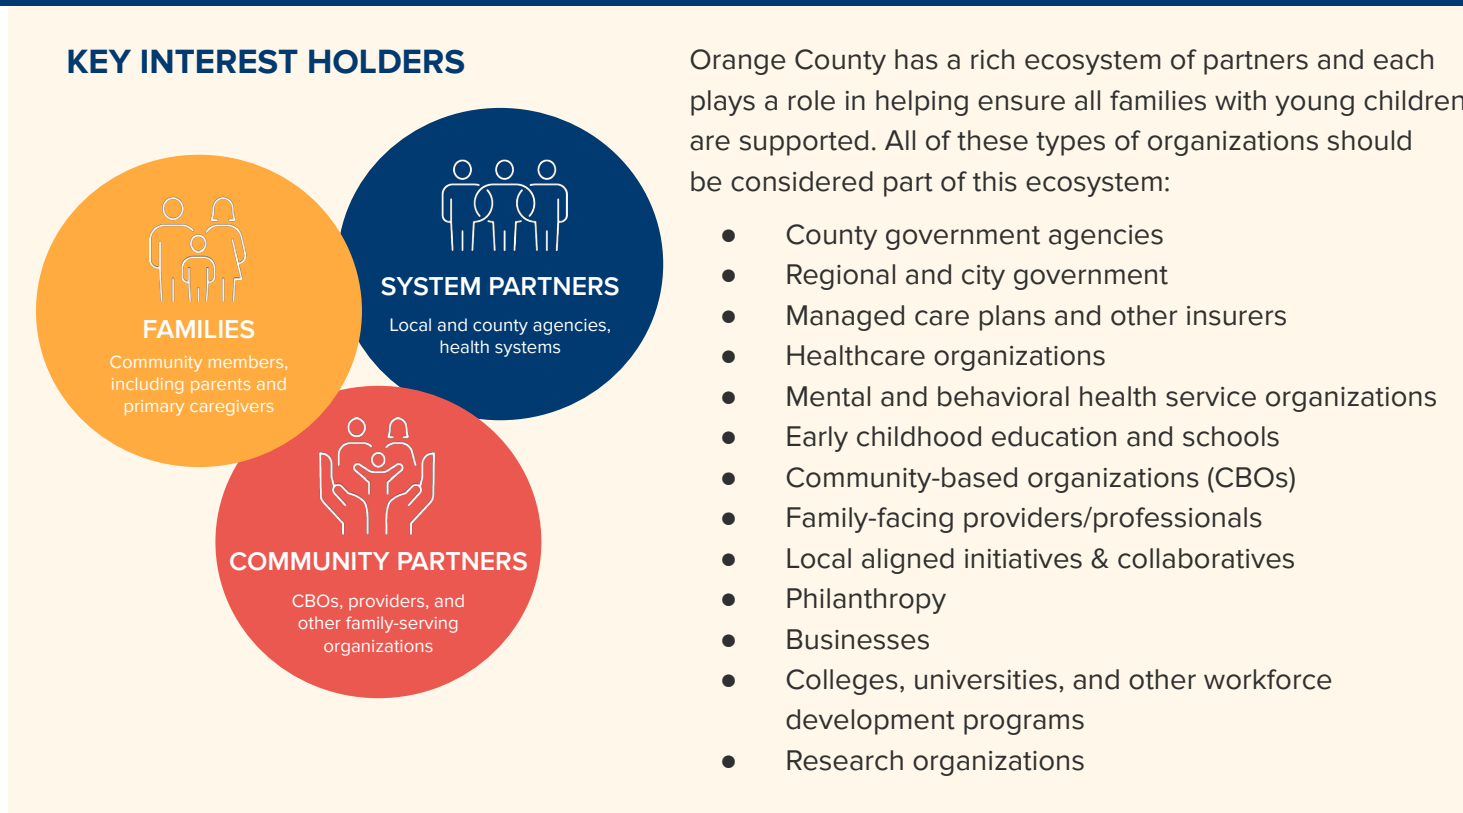 KEY INTEREST HOLDERS
FAMILIES
Community members,
including parents and
primary caregivers
SYSTEM PARTNERS
Local and county agencies,
health systems
COMMUNITY PARTNERS
CBOs, providers, and
other family-serving
organizations
Orange County has a rich ecosystem of partners and each
plays a role in helping ensure all families with young children
are supported. All of these types of organizations should
be considered part of this ecosystem:
● County government agencies
● Regional and city government
● Managed care plans and other insurers
● Healthcare organizations
● Mental and behavioral health service organizations
● Early childhood education and schools
● Community-based organizations (CBOs)
● Family-facing providers/professionals
● Local aligned initiatives & collaboratives
● Philanthropy
● Businesses
● Colleges, universities, and other workforce
development programs
● Research organizations